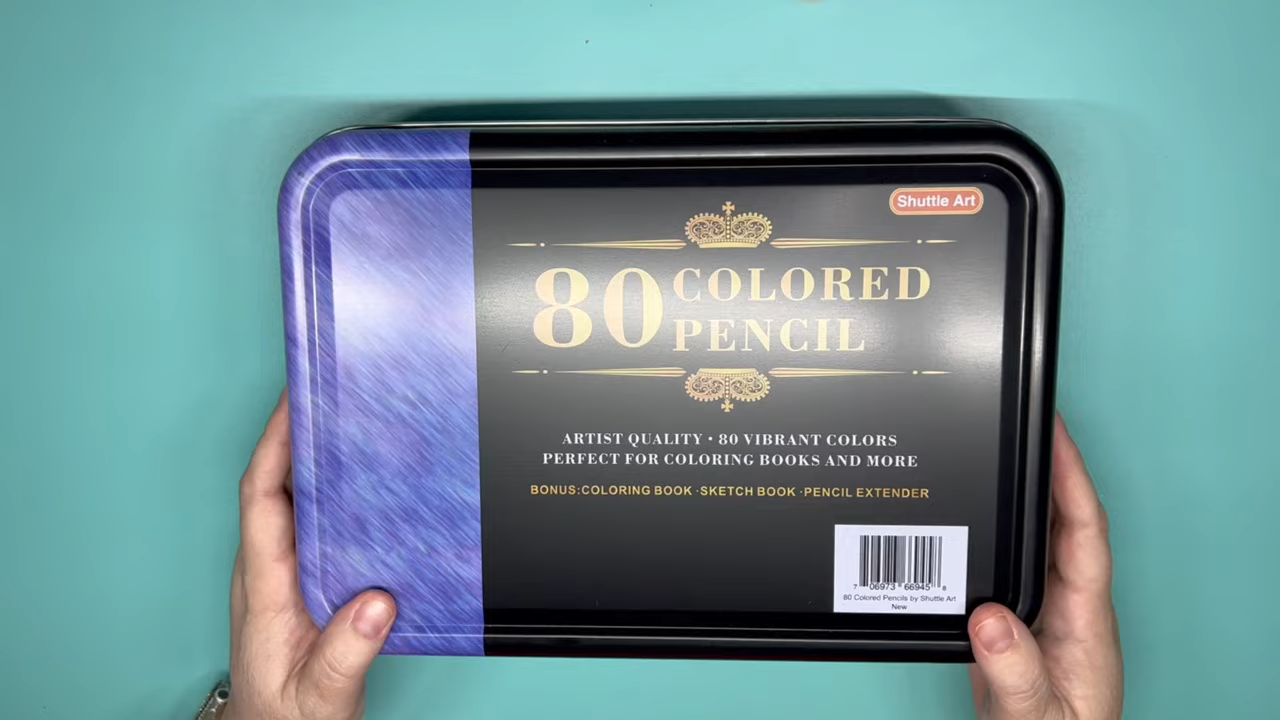 Shuttle Art
80 COLORED
PENCIL
ARTIST QUALITY • 80 VIBRANT COLORS
PERFECT FOR COLORING BOOKS AND MORE
BONUS:COLORING BOOK ·SKETCH BOOK ·PENCIL EXTENDER
7 06973 66945 8
80 Colored Pencils by Shuttle Art
New